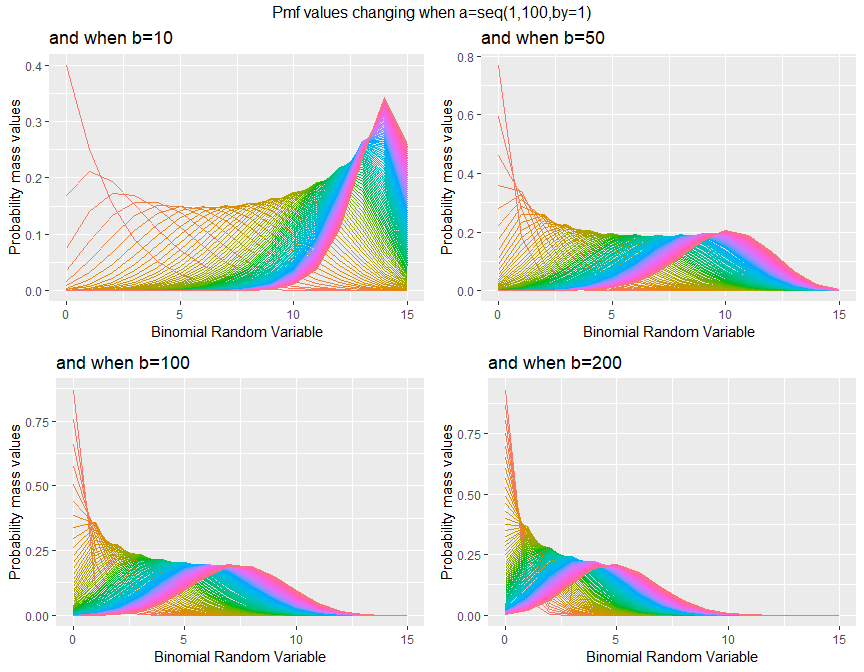 Pmf values changing when a=seq(1,100,by=1)
and when b=10
Probability mass values
0.4
0.3
0.2
0.1
0.0
0
5
10
15
Binomial Random Variable
and when b=50
Probability mass values
0.8
0.6
0.4
0.2
0.0
0
5
10
15
Binomial Random Variable
and when b=100
Probability mass values
0.75
0.50
0.25
0.00
0
5
10
15
Binomial Random Variable
and when b=200
Probability mass values
0.75
0.50
0.25
0.00
0
5
10
15
Binomial Random Variable